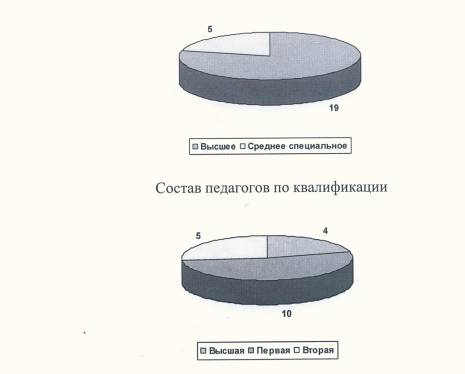 5
19
Высшее Среднее специальное
Состав педагогов по квалификации
5 4
10
Высшая Первая Вторая